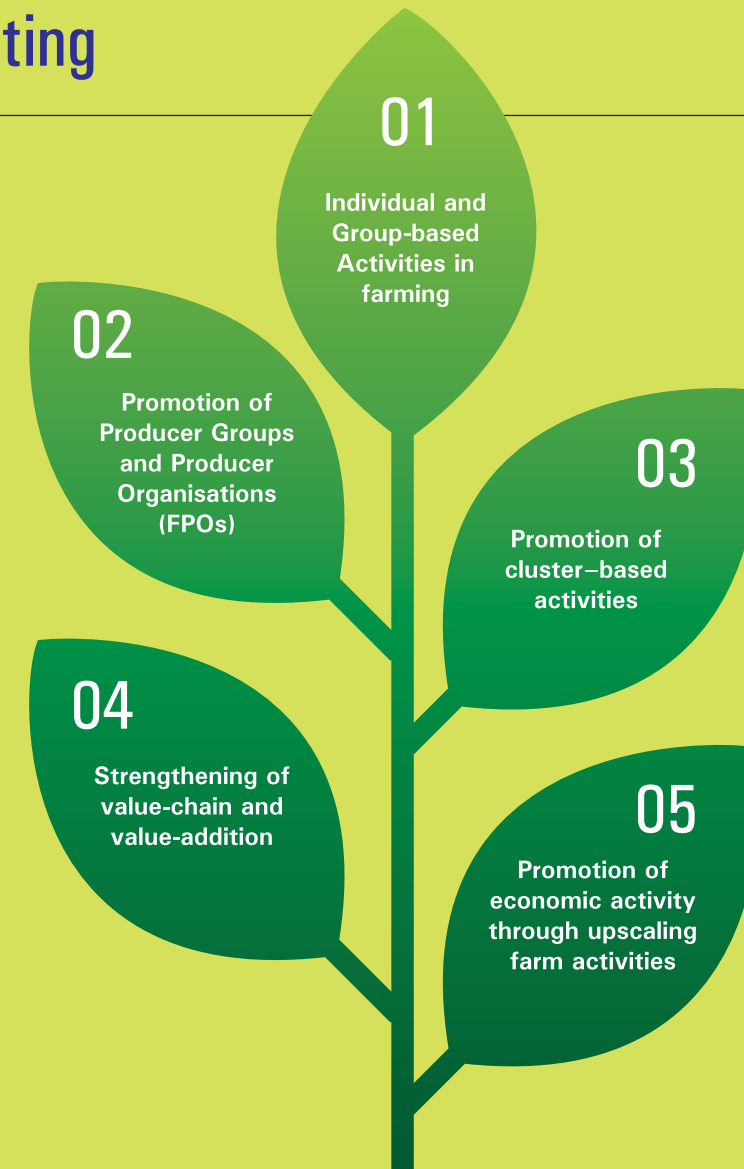 ting
01
Individual and
Group-based
Activities in
farming
02
Promotion of
Producer Groups
and Producer
Organisations
(FPOs)
03
Promotion of
cluster–based
activities
04
Strengthening of
value-chain and
value-addition
05
Promotion of
economic activity
through upscaling
farm activities